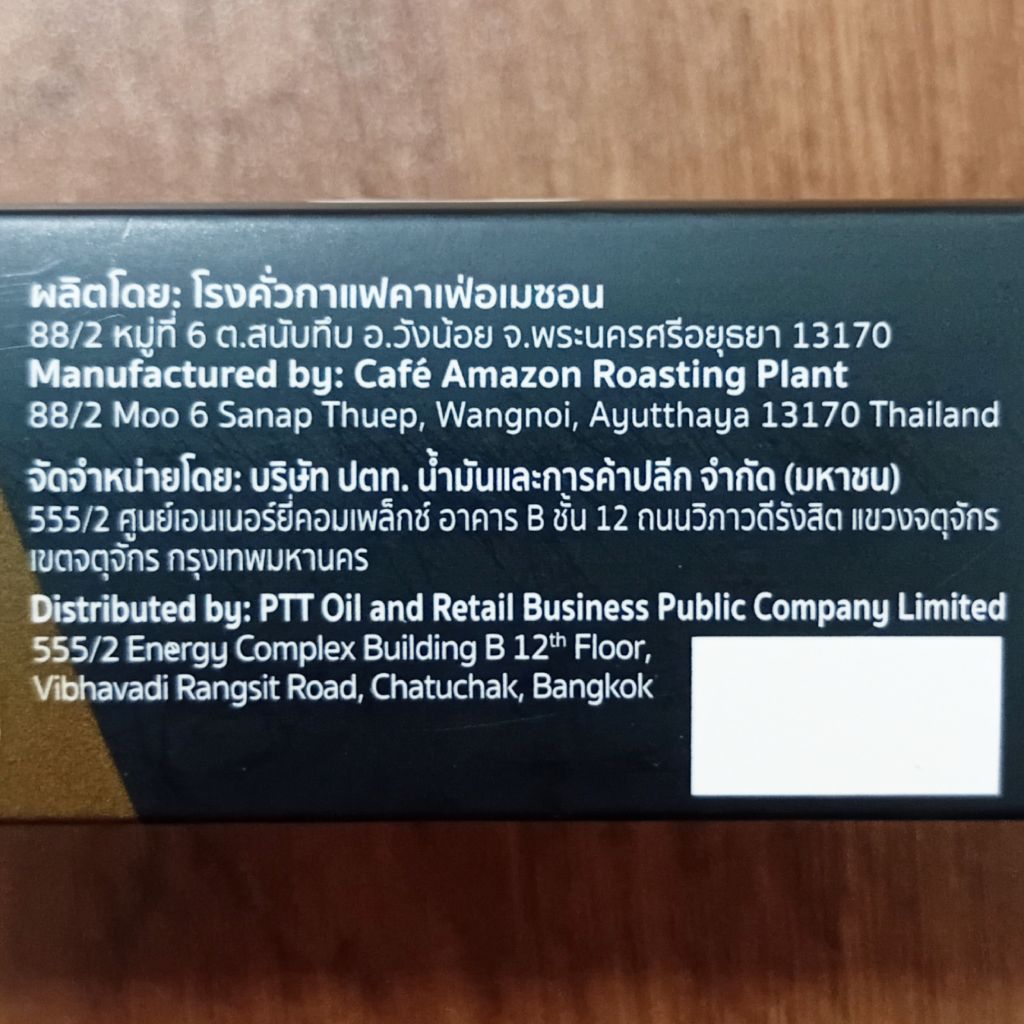 ผลิตโดย: โรงคั่วกาแฟคาเฟ่อเมซอน
88/2 หมู่ที่ 6 ต.สนับทึบ อ.วังน้อย จ.พระนครศรีอยุธยา 13170
Manufactured by: Café Amazon Roasting Plant
88/2 Moo 6 Sanap Thuep, Wangnoi, Ayutthaya 13170 Thailand
จัดจำหน่ายโดย: บริษัท ปตท. น้ำมันและการค้าปลีก จำกัด (มหาชน)
555/2 ศูนย์เอนเนอร์ยี่คอมเพล็กซ์ อาคาร B ชั้น 12 ถนนวิภาวดีรังสิต แขวงจตุจักร
เขตจตุจักร กรุงเทพมหานคร
Distributed by: PTT Oil and Retail Business Public Company Limited
555/2 Energy Complex Building B 12th Floor,
Vibhavadi Rangsit Road, Chatuchak, Bangkok